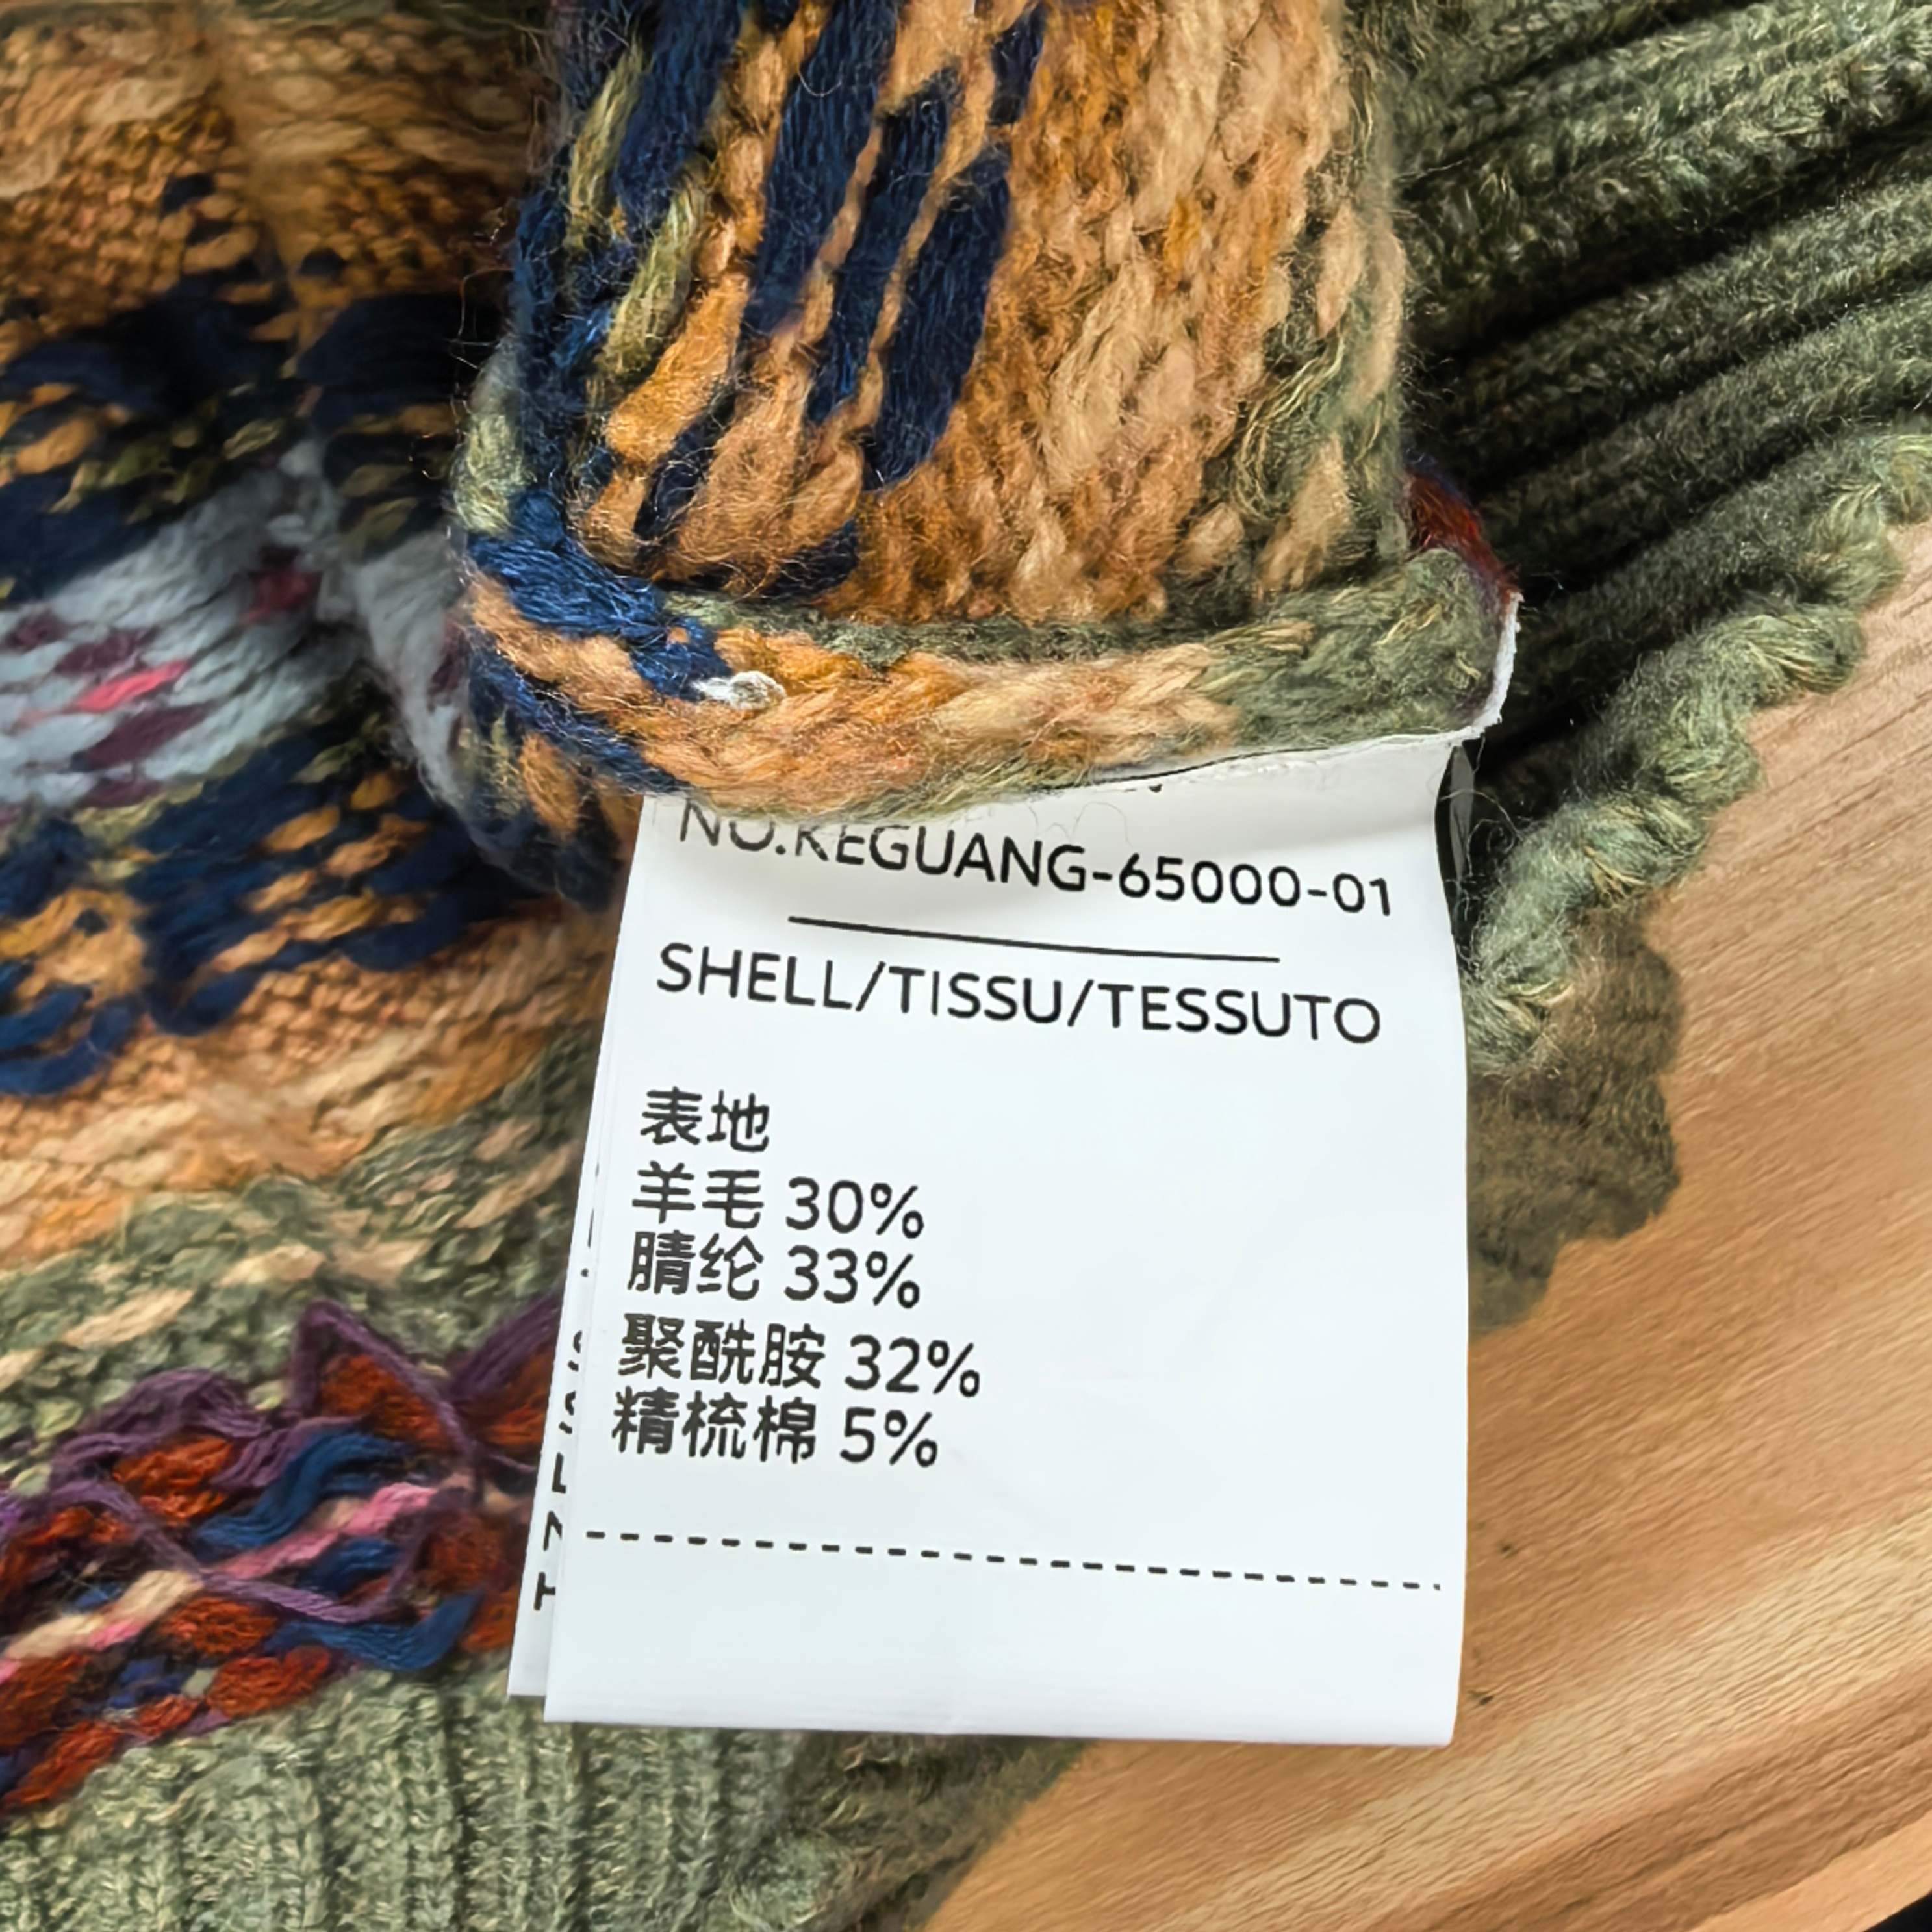 NO.KEGUANG-65000-01
SHELL/TISSU/TESSUTO
表地
羊毛 30%
腈纶 33%
聚酰胺 32%
精梳棉 5%